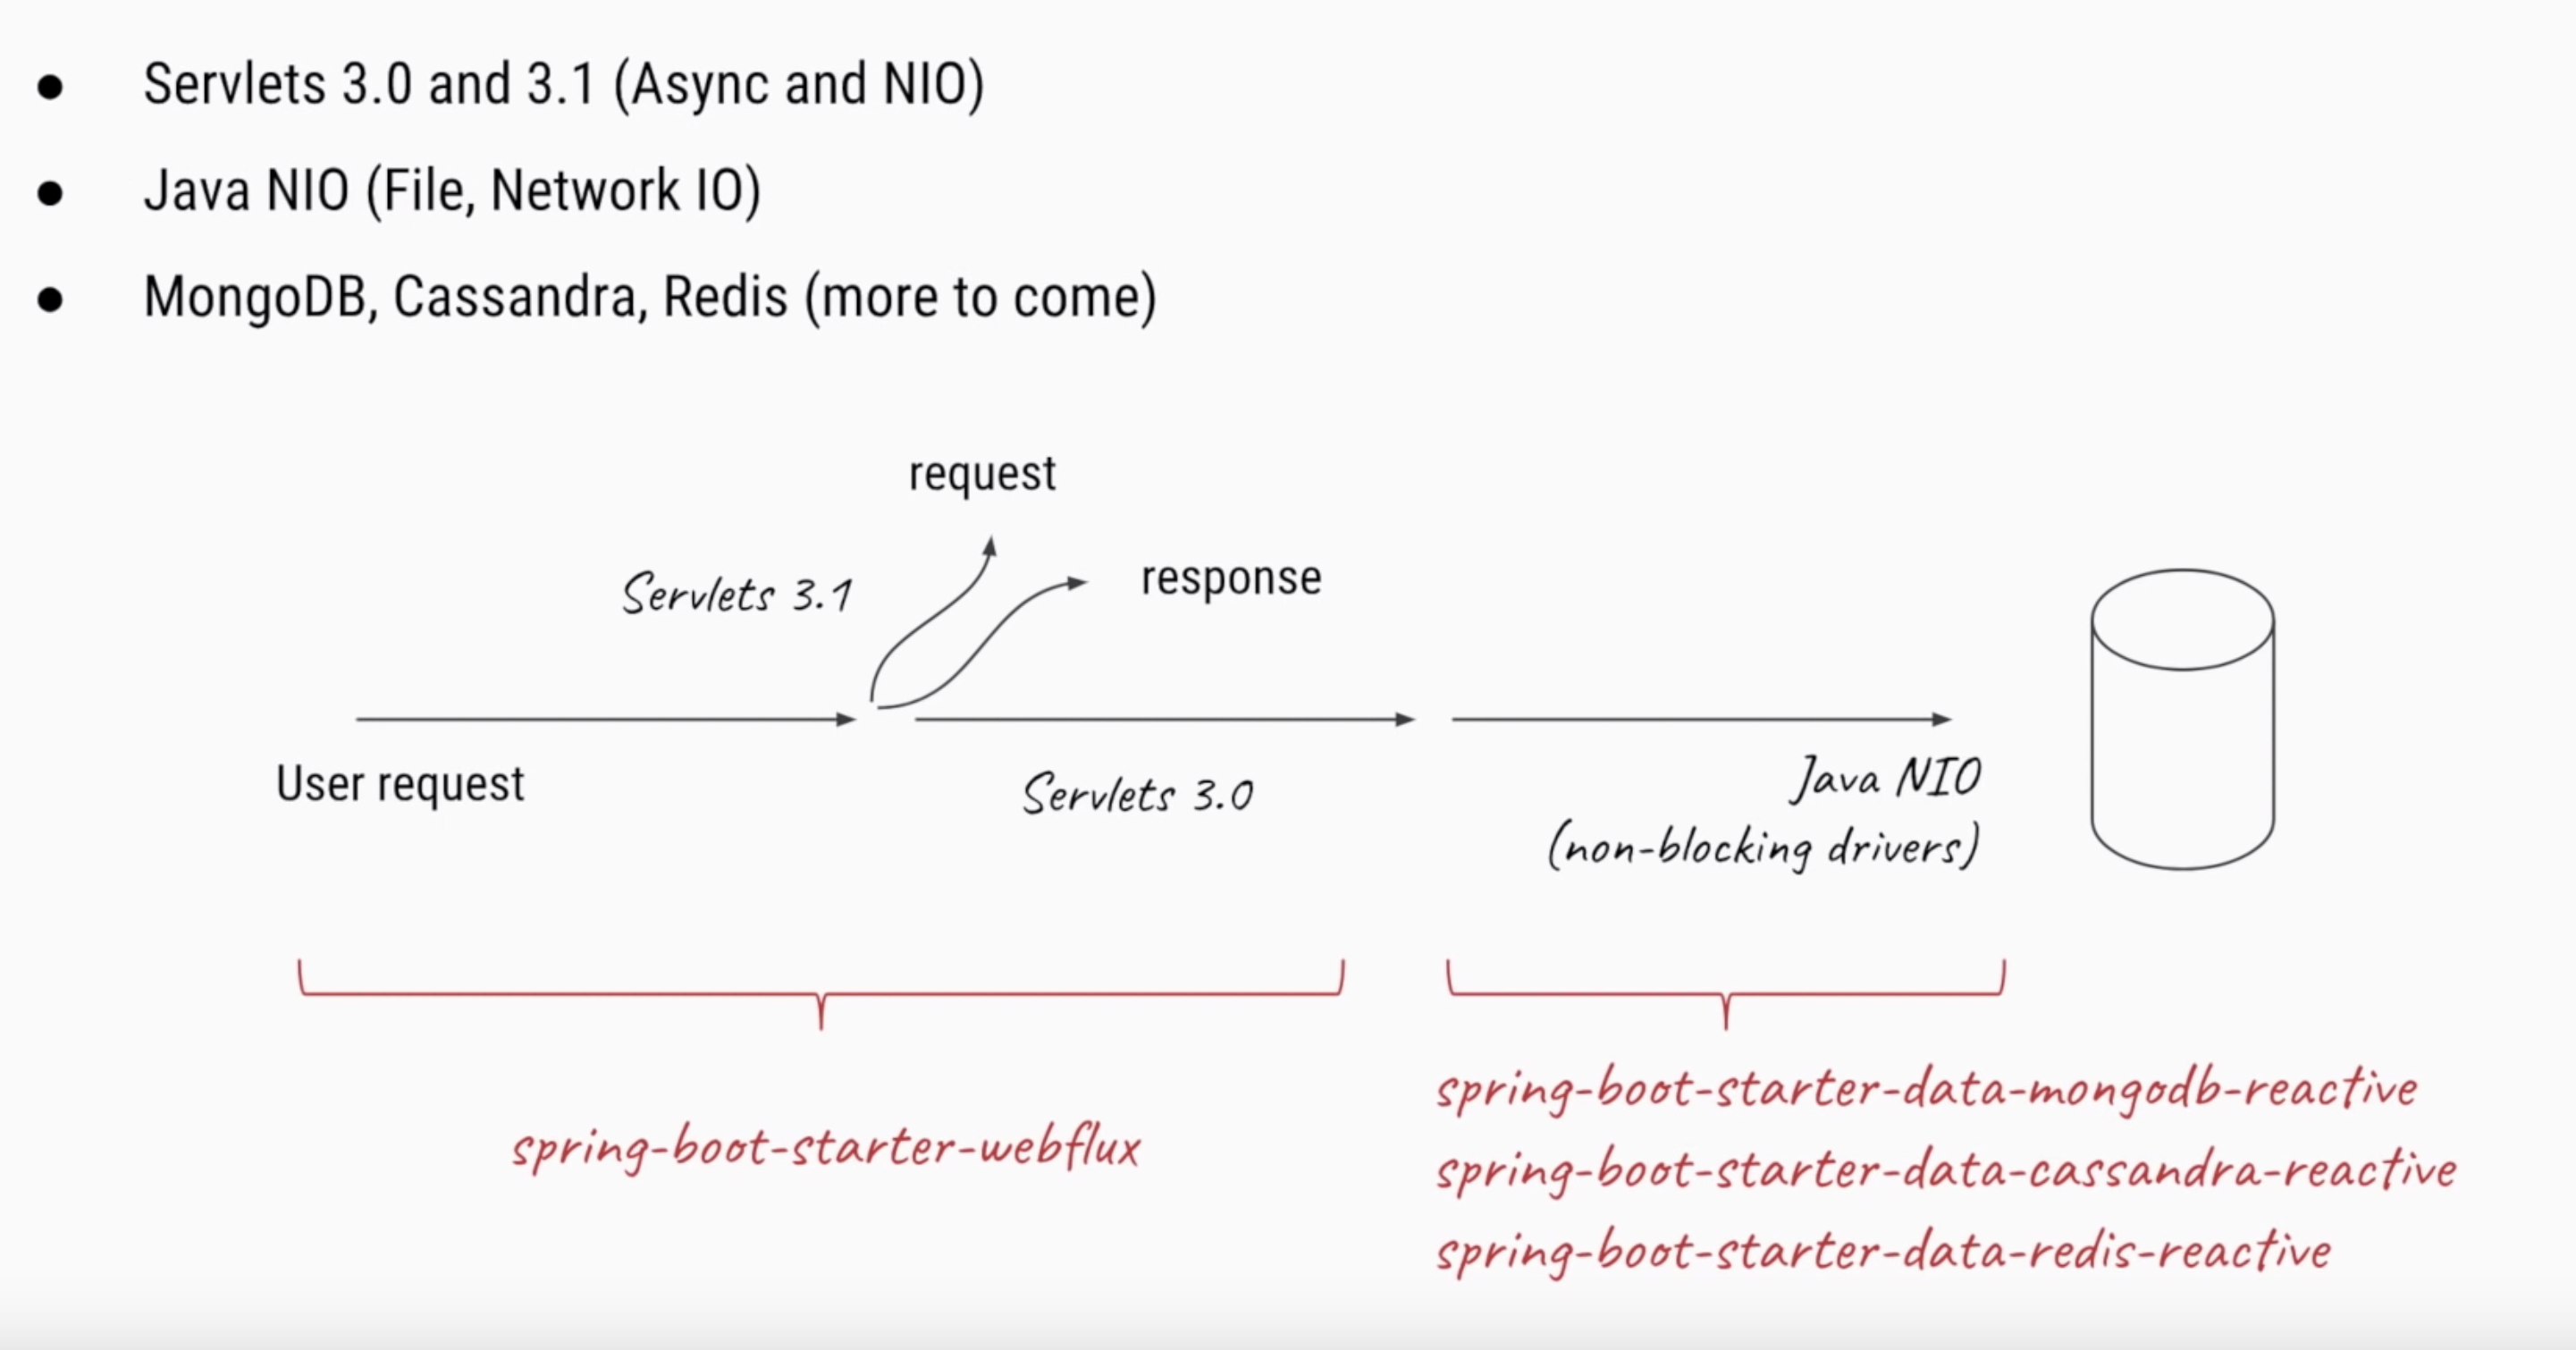 ● Servlets 3.0 and 3.1 (Async and NIO)
● Java NIO (File, Network IO)
● MongoDB, Cassandra, Redis (more to come)
request
response
Servlets 3.1
User request
Servlets 3.0
Java NIO
(non-blocking drivers)
spring-boot-starter-webflux
spring-boot-starter-data-mongodb-reactive
spring-boot-starter-data-cassandra-reactive
spring-boot-starter-data-redis-reactive